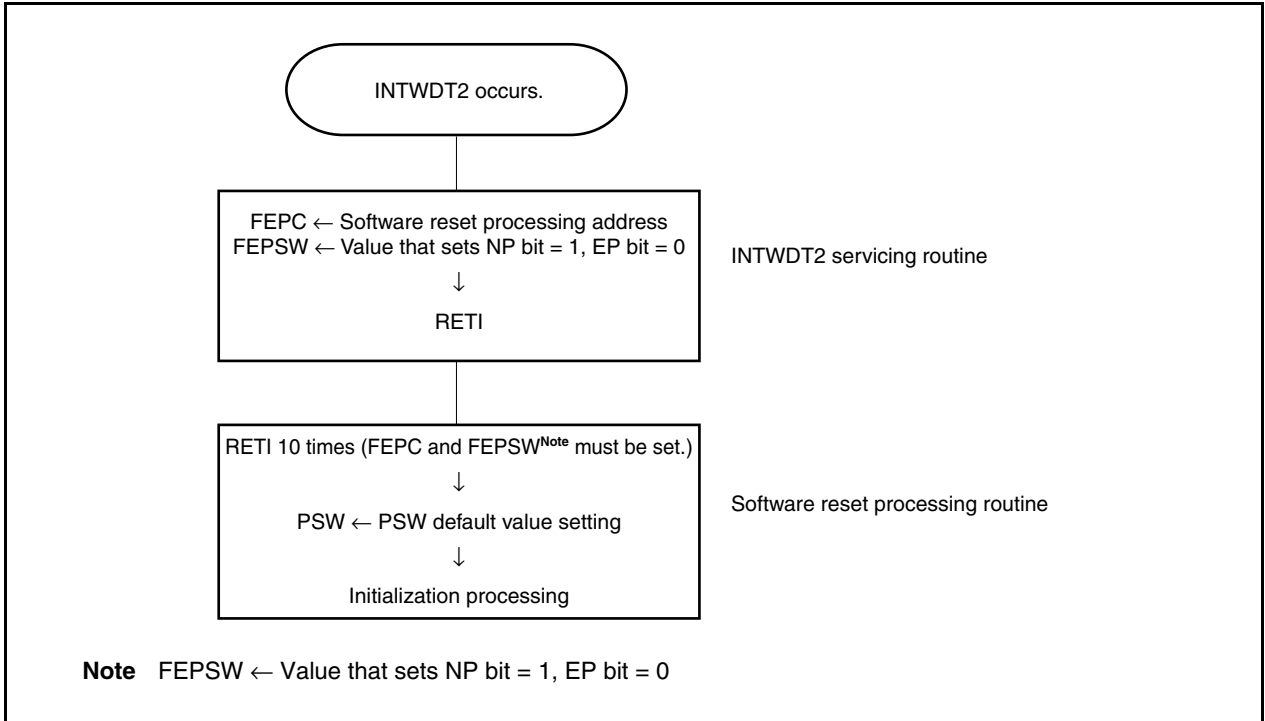 INTWDT2 occurs.
FEPC ← Software reset processing address
FEPSW ← Value that sets NP bit = 1, EP bit = 0
↓
RETI
INTWDT2 servicing routine
RETI 10 times (FEPC and FEPSWNote must be set.)
↓
PSW ← PSW default value setting
↓
Initialization processing
Software reset processing routine
Note FEPSW ← Value that sets NP bit = 1, EP bit = 0